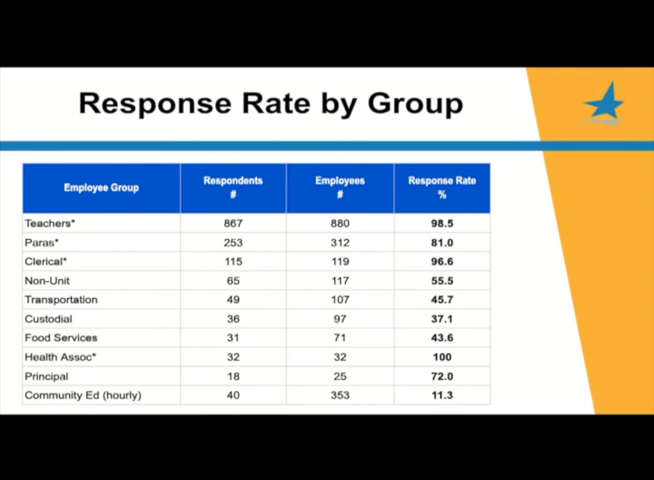 Response Rate by Group
Employee Group Respondents # Employees # Response Rate %
Teachers* 867 880 98.5
Paras* 253 312 81.0
Clerical* 115 119 96.6
Non-Unit 65 117 55.5
Transportation 49 107 45.7
Custodial 36 97 37.1
Food Services 31 71 43.6
Health Assoc* 32 32 100
Principal 18 25 72.0
Community Ed (hourly) 40 353 11.3